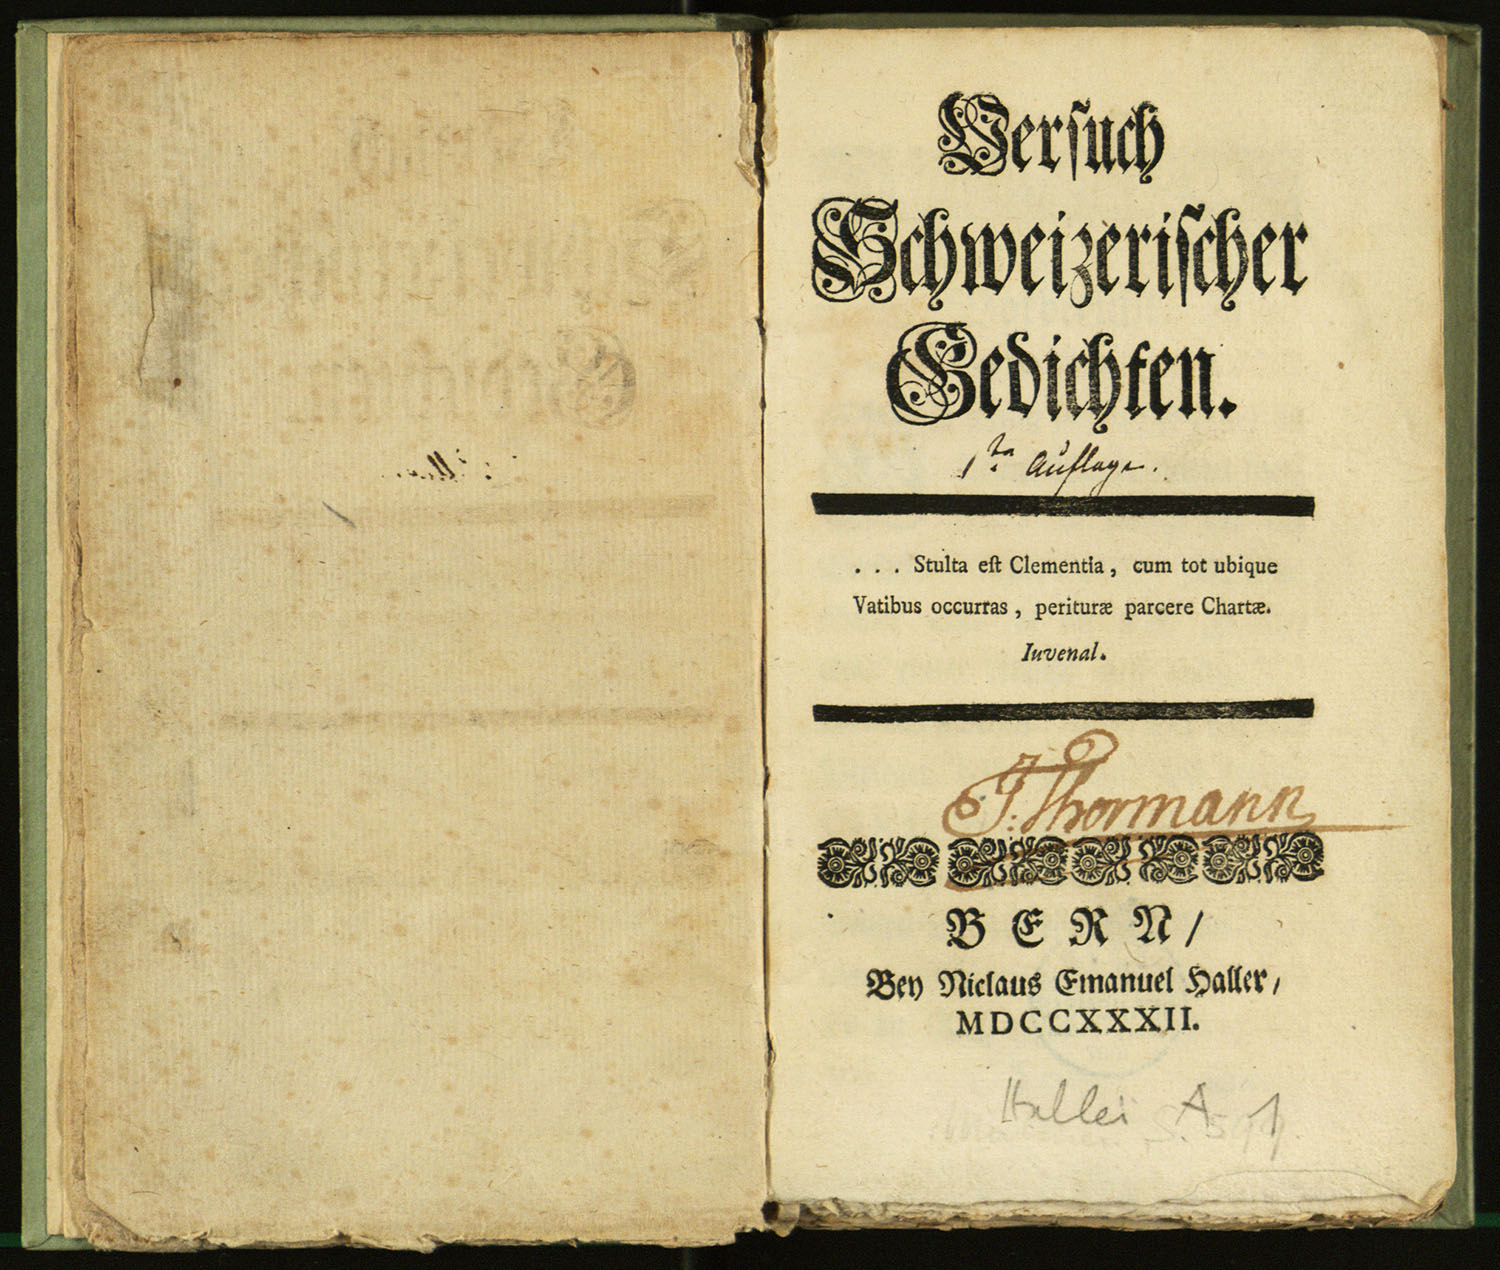 Versuch
Schweizerischer
Gedichten.
1te Auflage.
. . . Stulta eſt Clementia, cum tot ubique
Vatibus occurras, perituræ parcere Chartæ.
Iuvenal.
J: Thormann
BERN/
Bey Niclaus Emanuel Haller/
MDCCXXXII.
Haller A 1